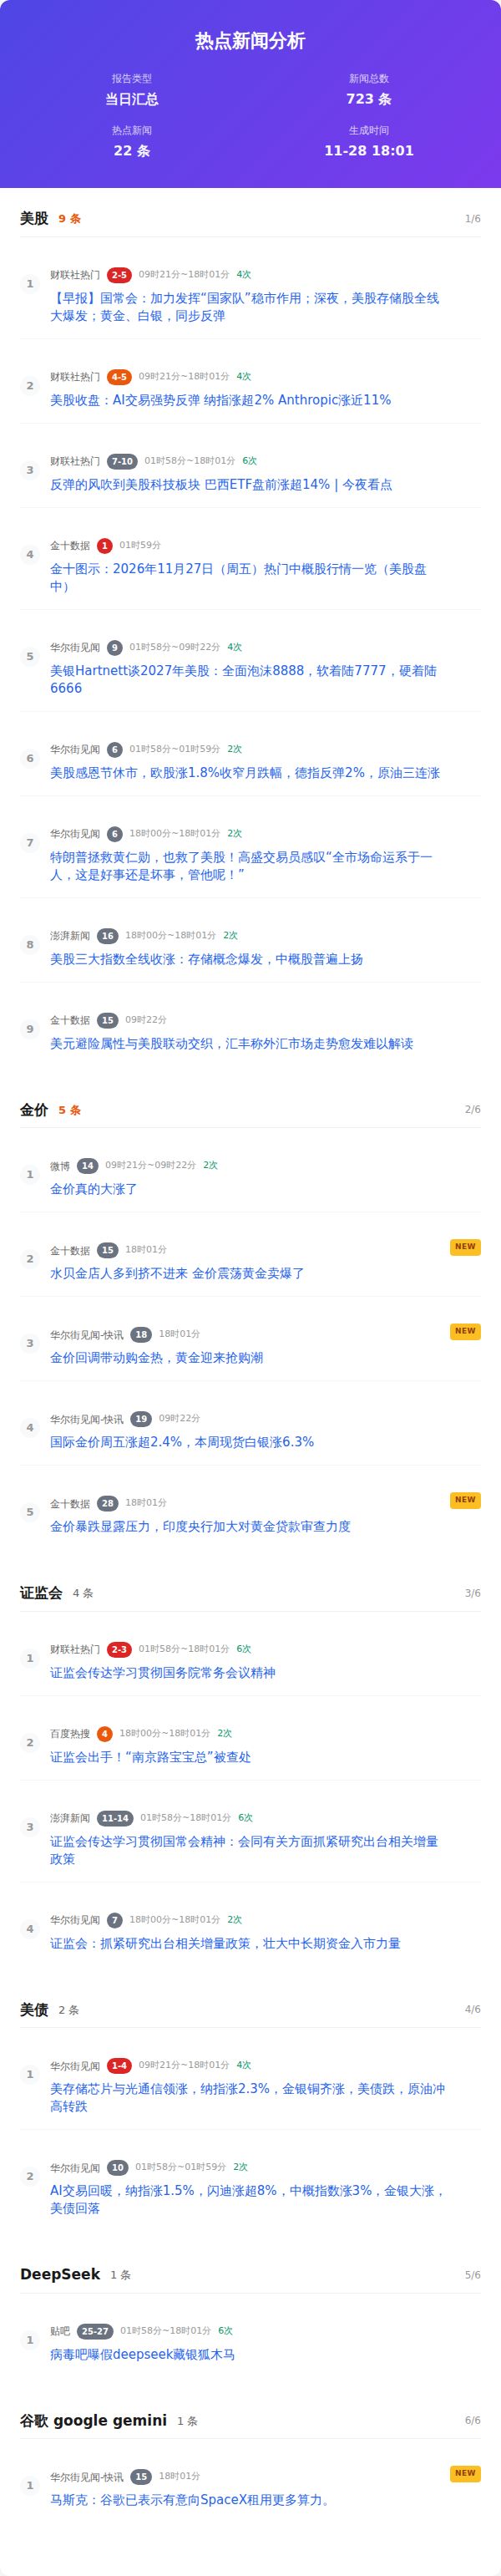 热点新闻分析
报告类型
当日汇总
新闻总数
723 条
热点新闻
22 条
生成时间
11-28 18:01
美股 9 条 1/6
1
财联社热门 2-5 09时21分~18时01分 4次
【早报】国常会：加力发挥“国家队”稳市作用；深夜，美股存储股全线
大爆发；黄金、白银，同步反弹
2
财联社热门 4-5 09时21分~18时01分 4次
美股收盘：AI交易强势反弹 纳指涨超2% Anthropic涨近11%
3
财联社热门 7-10 01时58分~18时01分 6次
反弹的风吹到美股科技板块 巴西ETF盘前涨超14% | 今夜看点
4
金十数据 1 01时59分
金十图示：2026年11月27日（周五）热门中概股行情一览（美股盘
中）
5
华尔街见闻 9 01时58分~09时22分 4次
美银Hartnett谈2027年美股：全面泡沫8888，软着陆7777，硬着陆
6666
6
华尔街见闻 6 01时58分~01时59分 2次
美股感恩节休市，欧股涨1.8%收窄月跌幅，德指反弹2%，原油三连涨
7
华尔街见闻 6 18时00分~18时01分 2次
特朗普拯救黄仁勋，也救了美股！高盛交易员感叹“全市场命运系于一
人，这是好事还是坏事，管他呢！”
8
澎湃新闻 16 18时00分~18时01分 2次
美股三大指数全线收涨：存储概念爆发，中概股普遍上扬
9
金十数据 15 09时22分
美元避险属性与美股联动交织，汇丰称外汇市场走势愈发难以解读
金价 5 条 2/6
1
微博 14 09时21分~09时22分 2次
金价真的大涨了
2
金十数据 15 18时01分 NEW
水贝金店人多到挤不进来 金价震荡黄金卖爆了
3
华尔街见闻-快讯 18 18时01分 NEW
金价回调带动购金热，黄金迎来抢购潮
4
华尔街见闻-快讯 19 09时22分
国际金价周五涨超2.4%，本周现货白银涨6.3%
5
金十数据 28 18时01分 NEW
金价暴跌显露压力，印度央行加大对黄金贷款审查力度
证监会 4 条 3/6
1
财联社热门 2-3 01时58分~18时01分 6次
证监会传达学习贯彻国务院常务会议精神
2
百度热搜 4 18时00分~18时01分 2次
证监会出手！“南京路宝宝总”被查处
3
澎湃新闻 11-14 01时58分~18时01分 6次
证监会传达学习贯彻国常会精神：会同有关方面抓紧研究出台相关增量
政策
4
华尔街见闻 7 18时00分~18时01分 2次
证监会：抓紧研究出台相关增量政策，壮大中长期资金入市力量
美债 2 条 4/6
1
华尔街见闻 1-4 09时21分~18时01分 4次
美存储芯片与光通信领涨，纳指涨2.3%，金银铜齐涨，美债跌，原油冲
高转跌
2
华尔街见闻 10 01时58分~01时59分 2次
AI交易回暖，纳指涨1.5%，闪迪涨超8%，中概指数涨3%，金银大涨，
美债回落
DeepSeek 1 条 5/6
1
贴吧 25-27 01时58分~18时01分 6次
病毒吧曝假deepseek藏银狐木马
谷歌 google gemini 1 条 6/6
1
华尔街见闻-快讯 15 18时01分 NEW
马斯克：谷歌已表示有意向SpaceX租用更多算力。